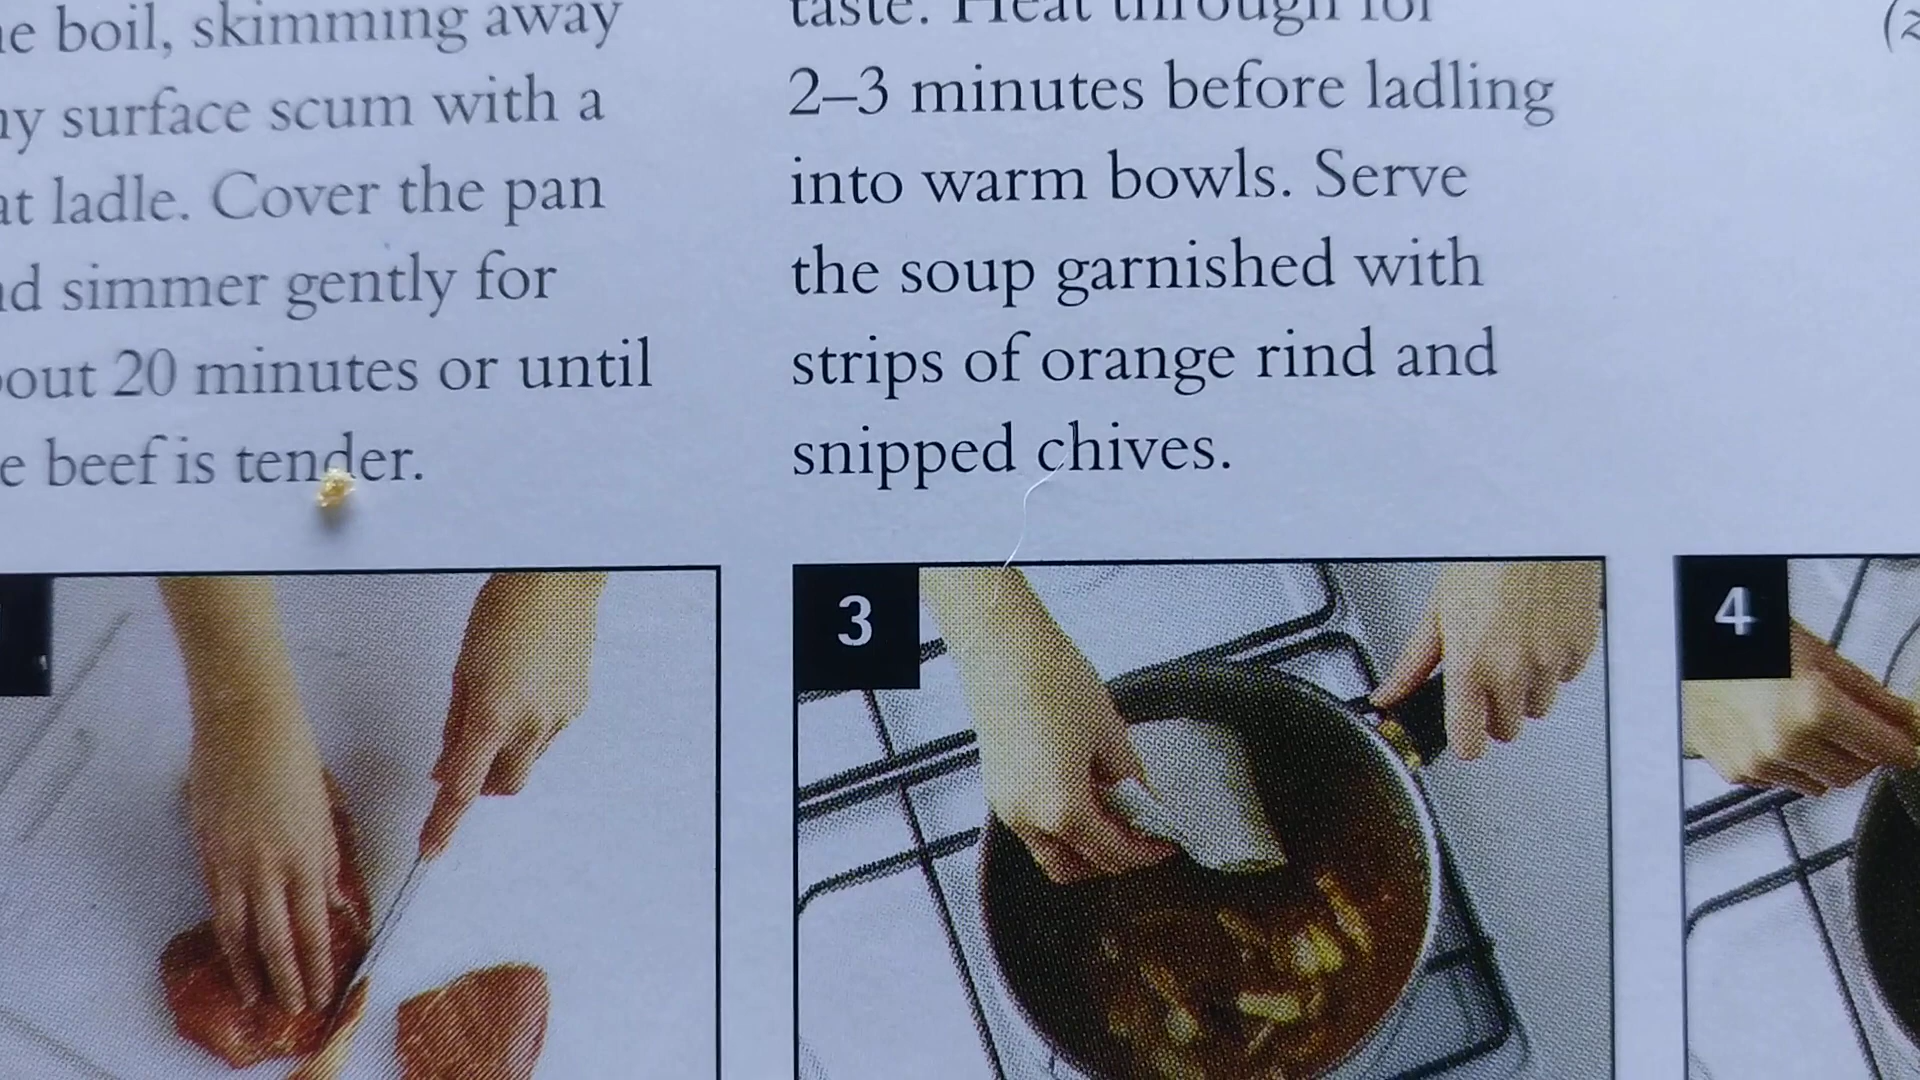 boil, skimming away
surface scum with a
ladle. Cover the pan
simmer gently for
20 minutes or until
beef is tender.
taste. Heat through for
2–3 minutes before ladling
into warm bowls. Serve
the soup garnished with
strips of orange rind and
snipped chives.
3
4